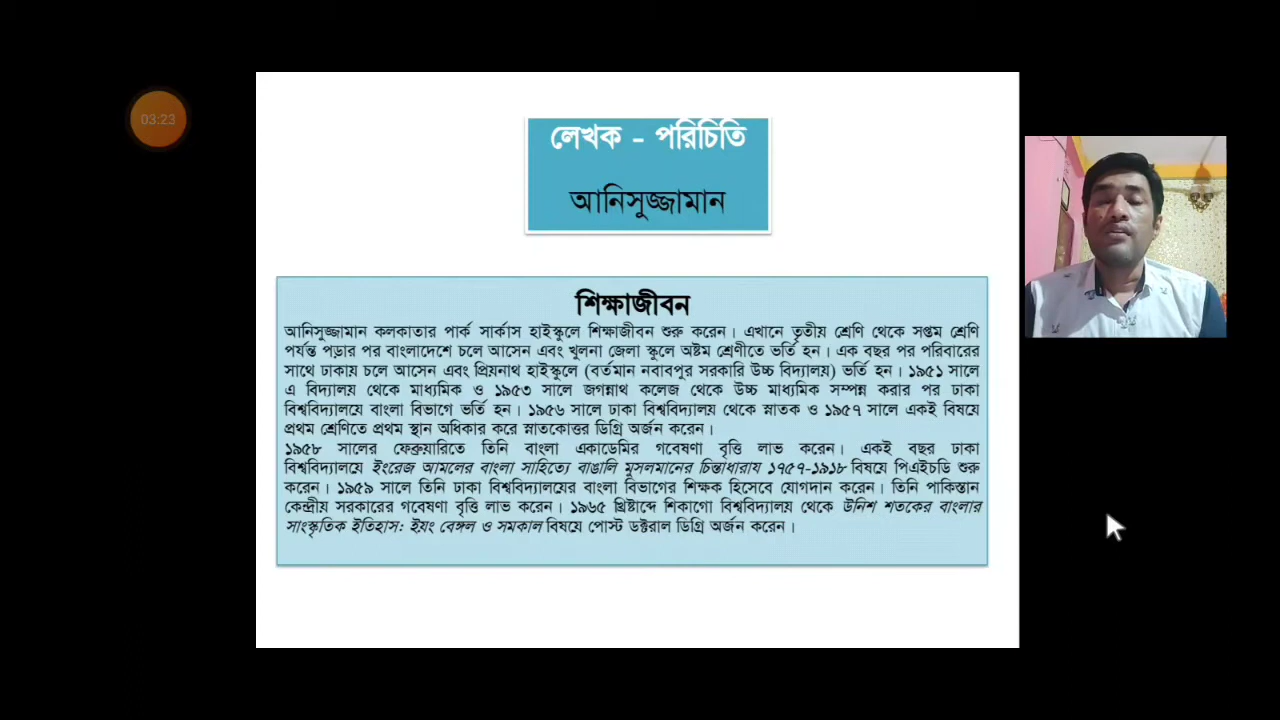 03:23
লেখক - পরিচিতি
আনিসুজ্জামান
শিক্ষাজীবন
আনিসুজ্জামান কলকাতার পার্ক সার্কাস হাইস্কুলে শিক্ষাজীবন শুরু করেন। এখানে তৃতীয় শ্রেণি থেকে সপ্তম শ্রেণি
পর্যন্ত পড়ার পর বাংলাদেশে চলে আসেন এবং খুলনা জেলা স্কুলে অষ্টম শ্রেণীতে ভর্তি হন। এক বছর পর পরিবারের
সাথে ঢাকায় চলে আসেন এবং প্রিয়নাথ হাইস্কুলে (বর্তমান নবাবপুর সরকারি উচ্চ বিদ্যালয়) ভর্তি হন। ১৯৫১ সালে
এ বিদ্যালয় থেকে মাধ্যমিক ও ১৯৫৩ সালে জগন্নাথ কলেজ থেকে উচ্চ মাধ্যমিক সম্পন্ন করার পর ঢাকা
বিশ্ববিদ্যালয়ে বাংলা বিভাগে ভর্তি হন। ১৯৫৬ সালে ঢাকা বিশ্ববিদ্যালয় থেকে স্নাতক ও ১৯৫৭ সালে একই বিষয়ে
প্রথম শ্রেণিতে প্রথম স্থান অধিকার করে স্নাতকোত্তর ডিগ্রি অর্জন করেন।
১৯৫৮ সালের ফেব্রুয়ারিতে তিনি বাংলা একাডেমির গবেষণা বৃত্তি লাভ করেন। একই বছর ঢাকা
বিশ্ববিদ্যালয়ে ইংরেজ আমলের বাংলা সাহিত্যে বাঙালি মুসলমানের চিন্তাধারায ১৭৫৭-১৯১৮ বিষয়ে পিএইচডি শুরু
করেন। ১৯৫৯ সালে তিনি ঢাকা বিশ্ববিদ্যালয়ের বাংলা বিভাগের শিক্ষক হিসেবে যোগদান করেন। তিনি পাকিস্তান
কেন্দ্রীয় সরকারের গবেষণা বৃত্তি লাভ করেন। ১৯৬৫ খ্রিষ্টাব্দে শিকাগো বিশ্ববিদ্যালয় থেকে উনিশ শতকের বাংলার
সাংস্কৃতিক ইতিহাস: ইয়ং বেঙ্গল ও সমকাল বিষয়ে পোস্ট ডক্টরাল ডিগ্রি অর্জন করেন।